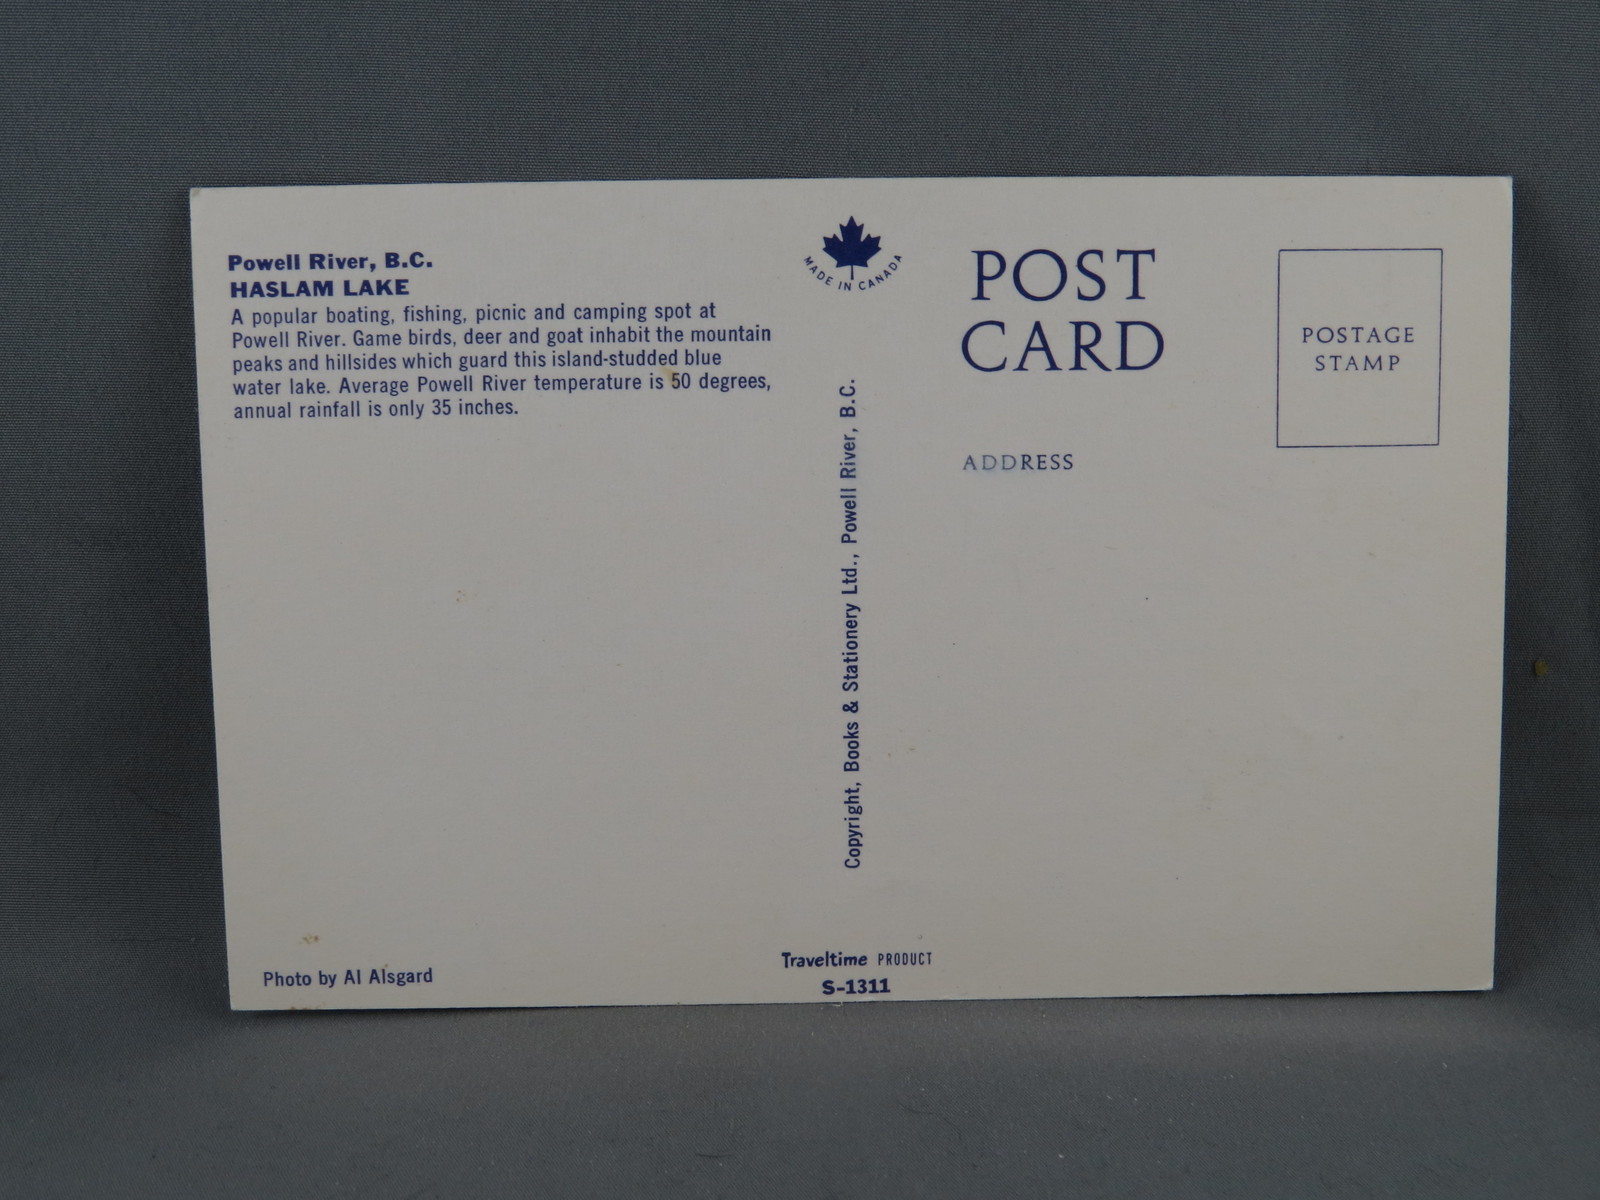 Powell River, B.C.
HASLAM LAKE
A popular boating, fishing, picnic and camping spot at
Powell River. Game birds, deer and goat inhabit the mountain
peaks and hillsides which guard this island-studded blue
water lake. Average Powell River temperature is 50 degrees,
annual rainfall is only 35 inches.
Photo by Al Alsgard
MADE IN CANADA
Copyright, Books & Stationery Ltd., Powell River, B.C.
Traveltime PRODUCT
S-1311
POST
CARD
ADDRESS
POSTAGE
STAMP